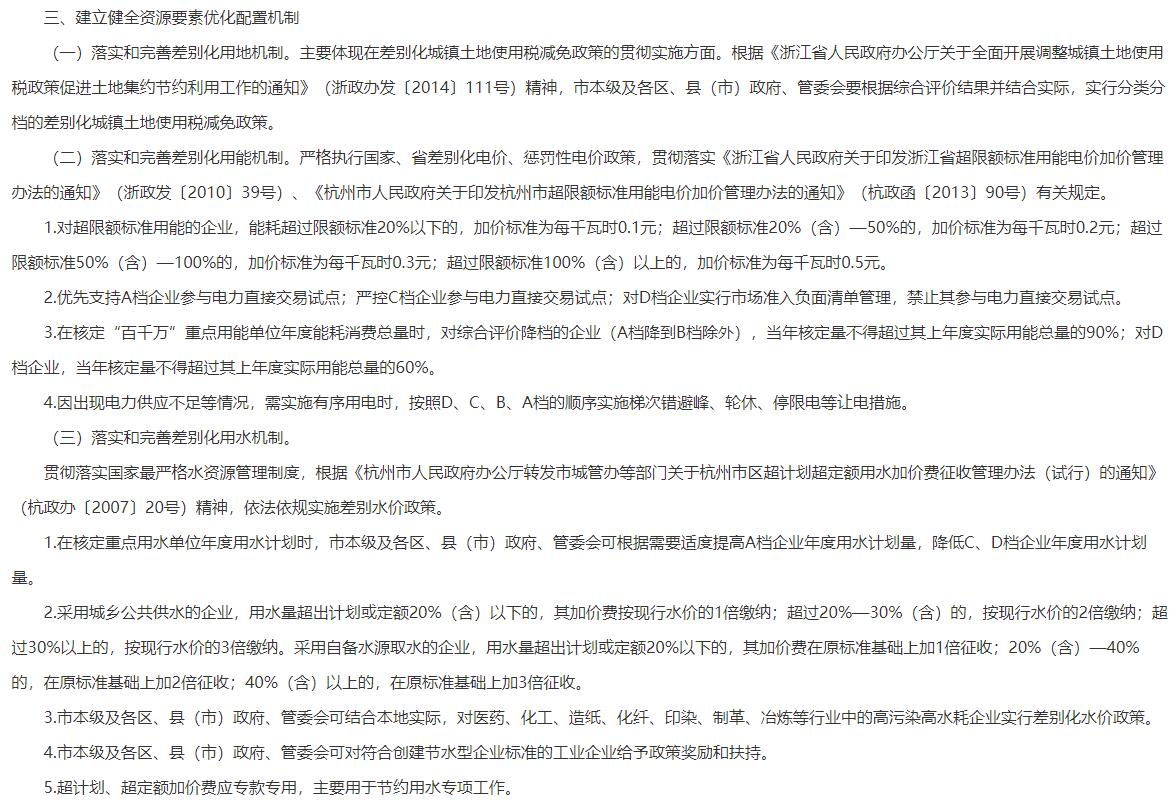 三、建立健全资源要素优化配置机制
（一）落实和完善差别化用地机制。主要体现在差别化城镇土地使用税减免政策的贯彻实施方面。根据《浙江省人民政府办公厅关于全面开展调整城镇土地使用
税政策促进土地集约节约利用工作的通知》（浙政办发〔2014〕111号）精神，市本级及各区、县（市）政府、管委会要根据综合评价结果并结合实际，实行分类分
档的差别化城镇土地使用税减免政策。
（二）落实和完善差别化用能机制。严格执行国家、省差别化电价、惩罚性电价政策，贯彻落实《浙江省人民政府关于印发浙江省超限额标准用能电价加价管理
办法的通知》（浙政发〔2010〕39号）、《杭州市人民政府关于印发杭州市超限额标准用能电价加价管理办法的通知》（杭政函〔2013〕90号）有关规定。
1.对超限额标准用能的企业，能耗超过限额标准20%以下的，加价标准为每千瓦时0.1元；超过限额标准20%（含）—50%的，加价标准为每千瓦时0.2元；超过
限额标准50%（含）—100%的，加价标准为每千瓦时0.3元；超过限额标准100%（含）以上的，加价标准为每千瓦时0.5元。
2.优先支持A档企业参与电力直接交易试点；严控C档企业参与电力直接交易试点；对D档企业实行市场准入负面清单管理，禁止其参与电力直接交易试点。
3.在核定“百千万”重点用能单位年度能耗消费总量时，对综合评价降档的企业（A档降到B档除外），当年核定量不得超过其上年度实际用能总量的90%；对D
档企业，当年核定量不得超过其上年度实际用能总量的60%。
4.因出现电力供应不足等情况，需实施有序用电时，按照D、C、B、A档的顺序实施梯次错避峰、轮休、停限电等让电措施。
（三）落实和完善差别化用水机制。
贯彻落实国家最严格水资源管理制度，根据《杭州市人民政府办公厅转发市城管办等部门关于杭州市区超计划超定额用水加价费征收管理办法（试行）的通知》
（杭政办〔2007〕20号）精神，依法依规实施差别水价政策。
1.在核定重点用水单位年度用水计划时，市本级及各区、县（市）政府、管委会可根据需要适度提高A档企业年度用水计划量，降低C、D档企业年度用水计划
量。
2.采用城乡公共供水的企业，用水量超出计划或定额20%（含）以下的，其加价费按现行水价的1倍缴纳；超过20%—30%（含）的，按现行水价的2倍缴纳；超
过30%以上的，按现行水价的3倍缴纳。采用自备水源取水的企业，用水量超出计划或定额20%以下的，其加价费在原标准基础上加1倍征收；20%（含）—40%
的，在原标准基础上加2倍征收；40%（含）以上的，在原标准基础上加3倍征收。
3.市本级及各区、县（市）政府、管委会可结合本地实际，对医药、化工、造纸、化纤、印染、制革、冶炼等行业中的高污染高水耗企业实行差别化水价政策。
4.市本级及各区、县（市）政府、管委会可对符合创建节水型企业标准的工业企业给予政策奖励和扶持。
5.超计划、超定额加价费应专款专用，主要用于节约用水专项工作。